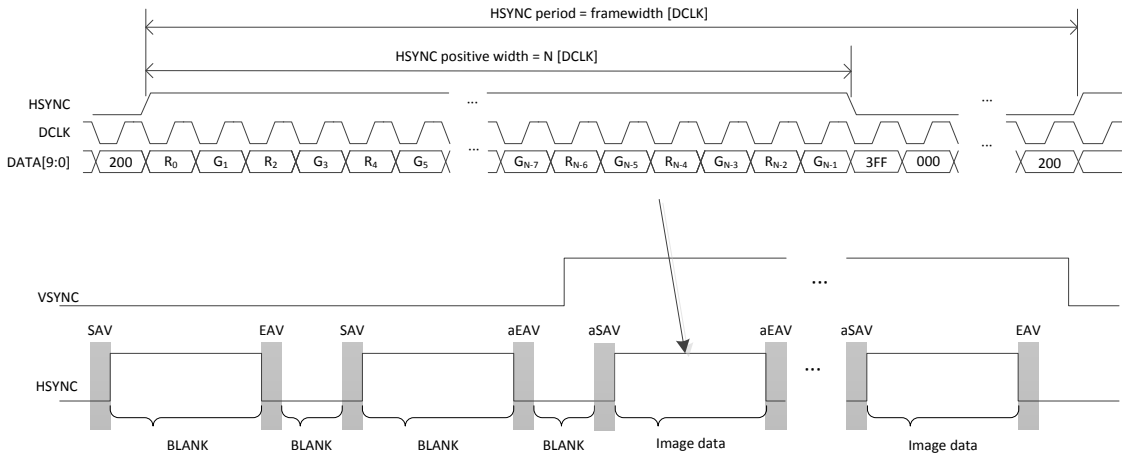 HSYNC period = framewidth [DCLK]
HSYNC positive width = N [DCLK]
HSYNC ... ...
DCLK
DATA[9:0] 200 R0 G1 R2 G3 R4 G5 ... GN-7 RN-6 GN-5 RN-4 GN-3 RN-2 GN-1 3FF 000 ... 200
VSYNC ...
SAV EAV SAV aEAV aSAV aEAV aSAV EAV
HSYNC ...
BLANK BLANK BLANK BLANK Image data Image data